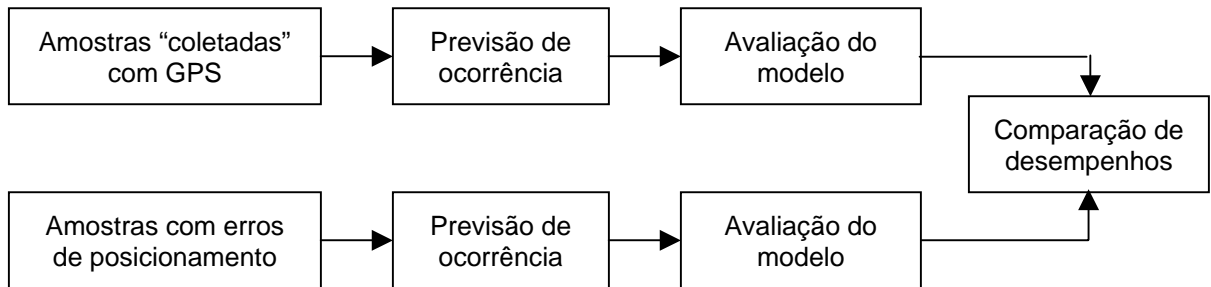 Amostras “coletadas”
com GPS
Previsão de
ocorrência
Avaliação do
modelo
Comparação de
desempenhos
Amostras com erros
de posicionamento
Previsão de
ocorrência
Avaliação do
modelo